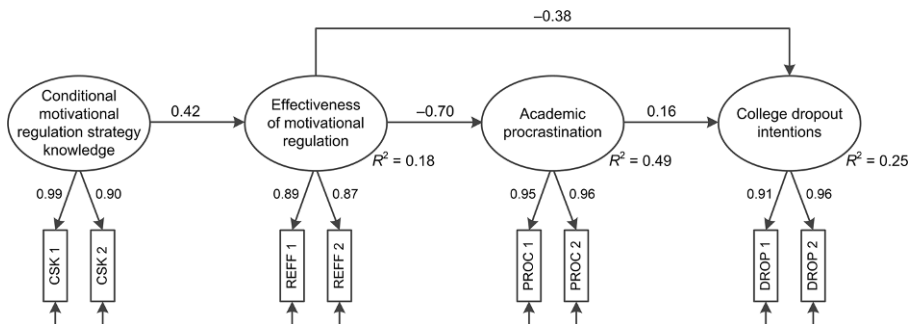 –0.38
Conditional
motivational
regulation strategy
knowledge
0.42
Effectiveness
of motivational
regulation
–0.70
Academic
procrastination
0.16
College dropout
intentions
R² = 0.18
R² = 0.49
R² = 0.25
0.99
0.90
0.89
0.87
0.95
0.96
0.91
0.96
CSK 1
CSK 2
REFF 1
REFF 2
PROC 1
PROC 2
DROP 1
DROP 2